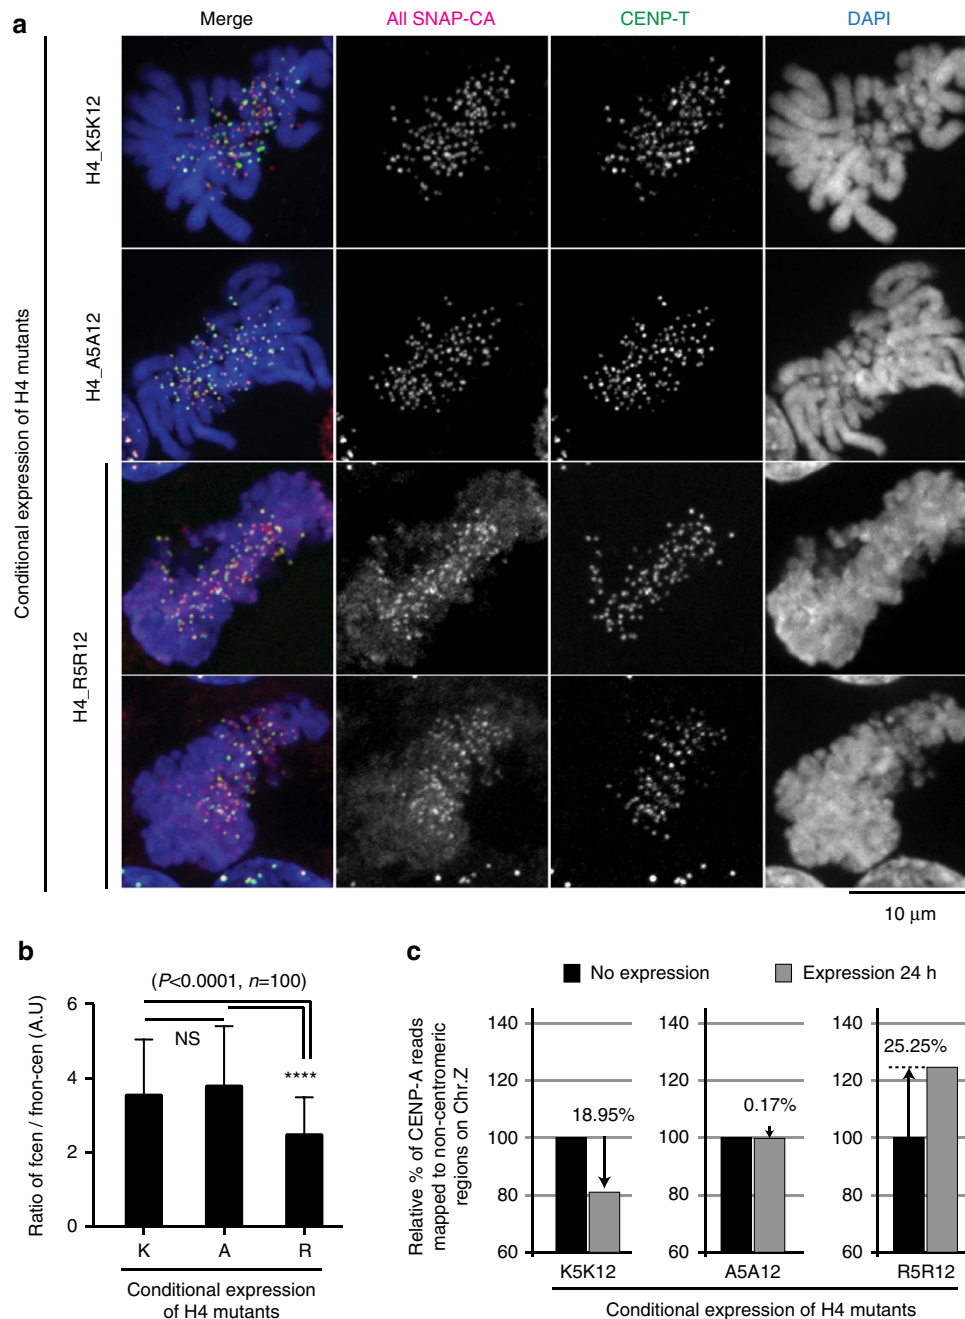 a
Merge
All SNAP-CA
CENP-T
DAPI
Conditional expression of H4 mutants
H4_K5K12
H4_A5A12
H4_R5R12
10 μm
b
(P<0.0001, n=100)
NS
****
Ratio of fcen / fnon-cen (A.U)
6
4
2
0
K
A
R
Conditional expression
of H4 mutants
c
No expression
Expression 24 h
Relative % of CENP-A reads
mapped to non-centromeric
regions on Chr.Z
140
120
100
80
60
18.95%
K5K12
140
120
100
80
60
0.17%
A5A12
140
120
100
80
60
25.25%
R5R12
Conditional expression of H4 mutants